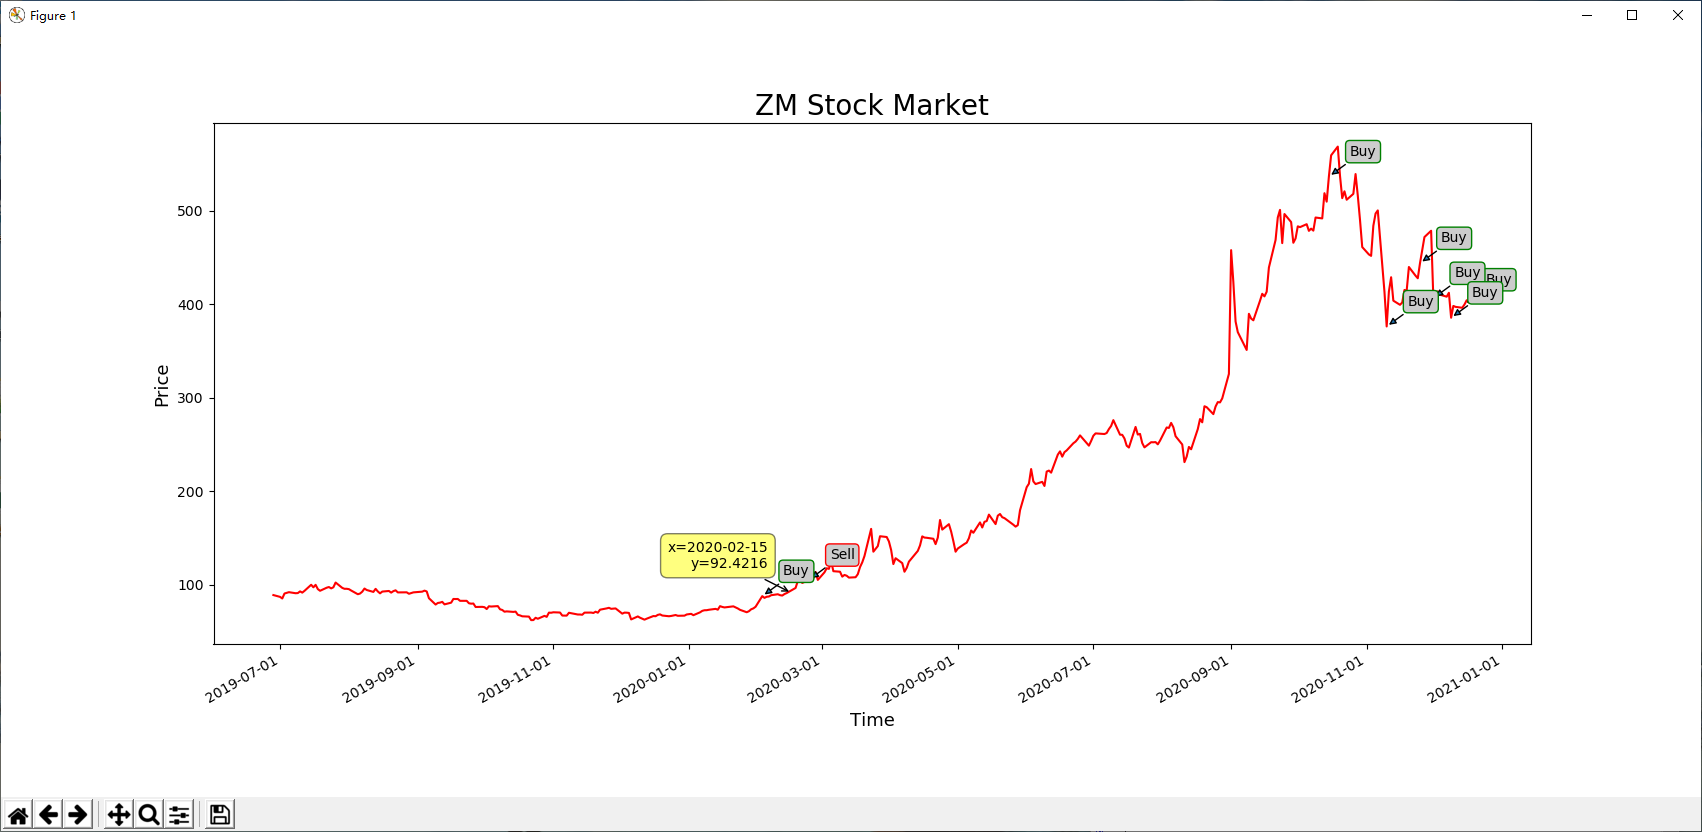 Figure 1
ZM Stock Market
Price
500
400
300
200
100
Buy
Buy
Buy
Buy
Buy
Buy
x=2020-02-15
y=92.4216
Buy
Sell
2019-07-01
2019-09-01
2019-11-01
2020-01-01
2020-03-01
2020-05-01
2020-07-01
2020-09-01
2020-11-01
2021-01-01
Time